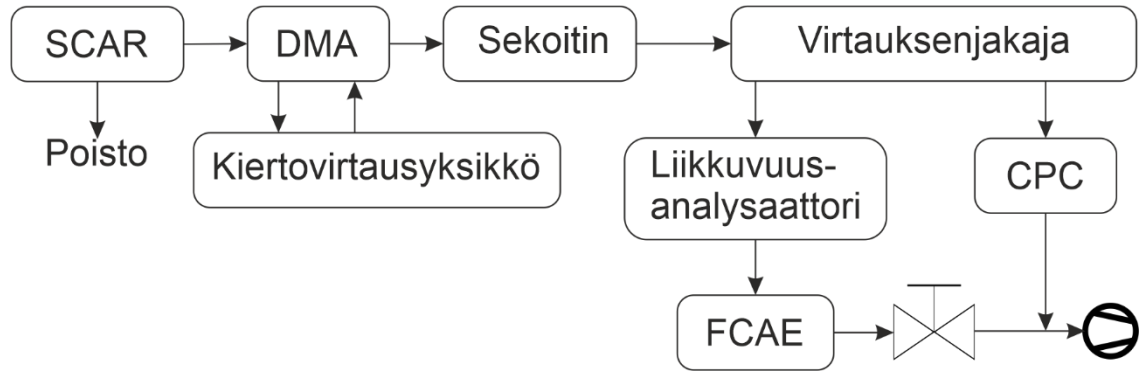 SCAR
DMA
Sekoitin
Virtauksenjakaja
Poisto
Kiertovirtausyksikkö
Liikkuvuus-
analysaattori
CPC
FCAE